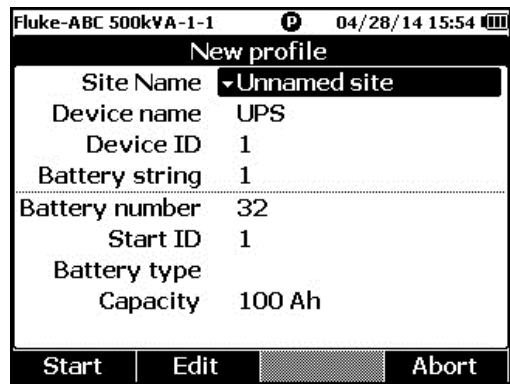 Fluke-ABC 500kVA-1-1 P 04/28/14 15:54
New profile
Site Name Unnamed site
Device name UPS
Device ID 1
Battery string 1
Battery number 32
Start ID 1
Battery type
Capacity 100 Ah
Start Edit Abort